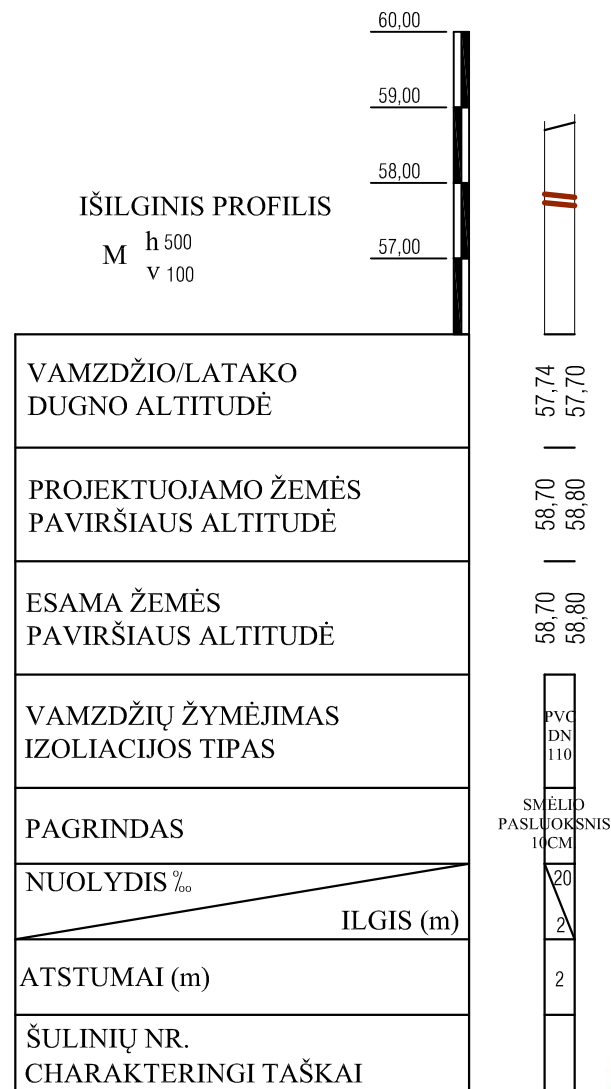 60,00
59,00
58,00
57,00
IŠILGINIS PROFILIS
M h 500
v 100
VAMZDŽIO/LATAKO
DUGNO ALTITUDĖ
57,74
57,70
PROJEKTUOJAMO ŽEMĖS
PAVIRŠIAUS ALTITUDĖ
58,70
58,80
ESAMA ŽEMĖS
PAVIRŠIAUS ALTITUDĖ
58,70
58,80
VAMZDŽIŲ ŽYMĖJIMAS
IZOLIACIJOS TIPAS
PVC
DN
110
PAGRINDAS
SMĖLIO
PASLUOKSNIS
10CM
NUOLYDIS ‰
ILGIS (m)
20
2
ATSTUMAI (m)
2
ŠULINIŲ NR.
CHARAKTERINGI TAŠKAI